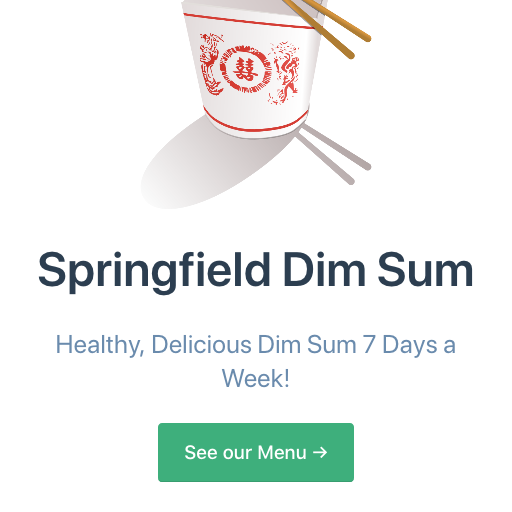 囍
Springfield Dim Sum
Healthy, Delicious Dim Sum 7 Days a
Week!
See our Menu →